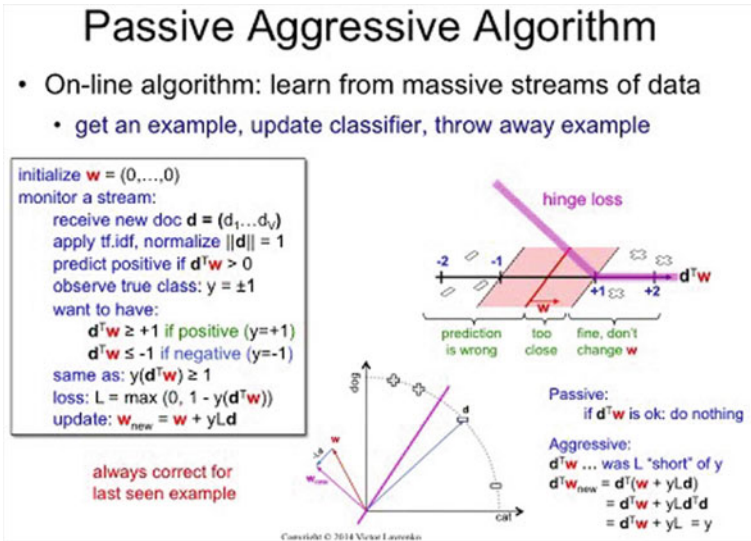 Passive Aggressive Algorithm
• On-line algorithm: learn from massive streams of data
• get an example, update classifier, throw away example
initialize w = (0,...,0)
monitor a stream:
receive new doc d = (d₁...dᵥ)
apply tf.idf, normalize ||d|| = 1
predict positive if dᵀw > 0
observe true class: y = ±1
want to have:
dᵀw ≥ +1 if positive (y=+1)
dᵀw ≤ -1 if negative (y=-1)
same as: y(dᵀw) ≥ 1
loss: L = max (0, 1 - y(dᵀw))
update: w_new = w + yLd
always correct for
last seen example
hinge loss
-2
-1
+1
+2
dᵀw
w
prediction
is wrong
too
close
fine, don't
change w
dog
d
w
-Ld
w_new
cat
Passive:
if dᵀw is ok: do nothing
Aggressive:
dᵀw ... was L "short" of y
dᵀw_new = dᵀ(w + yLd)
= dᵀw + yLdᵀd
= dᵀw + yL = y
Copyright © 2014 Victor Lavrenko